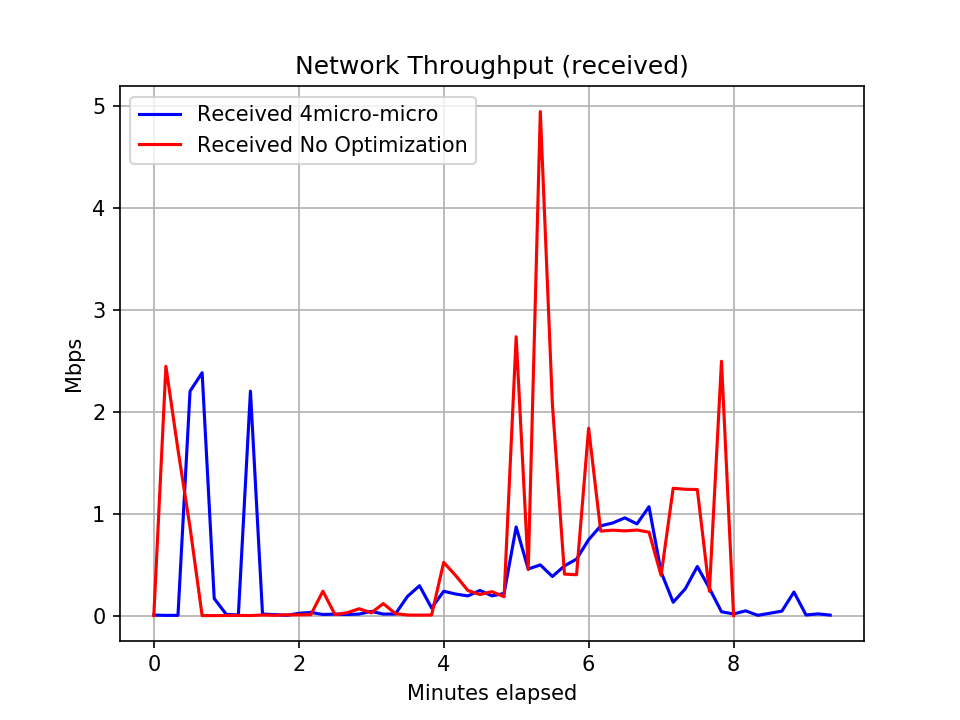 Network Throughput (received)
Received 4micro-micro
Received No Optimization
5
4
3
2
1
0
Mbps
0 2 4 6 8
Minutes elapsed